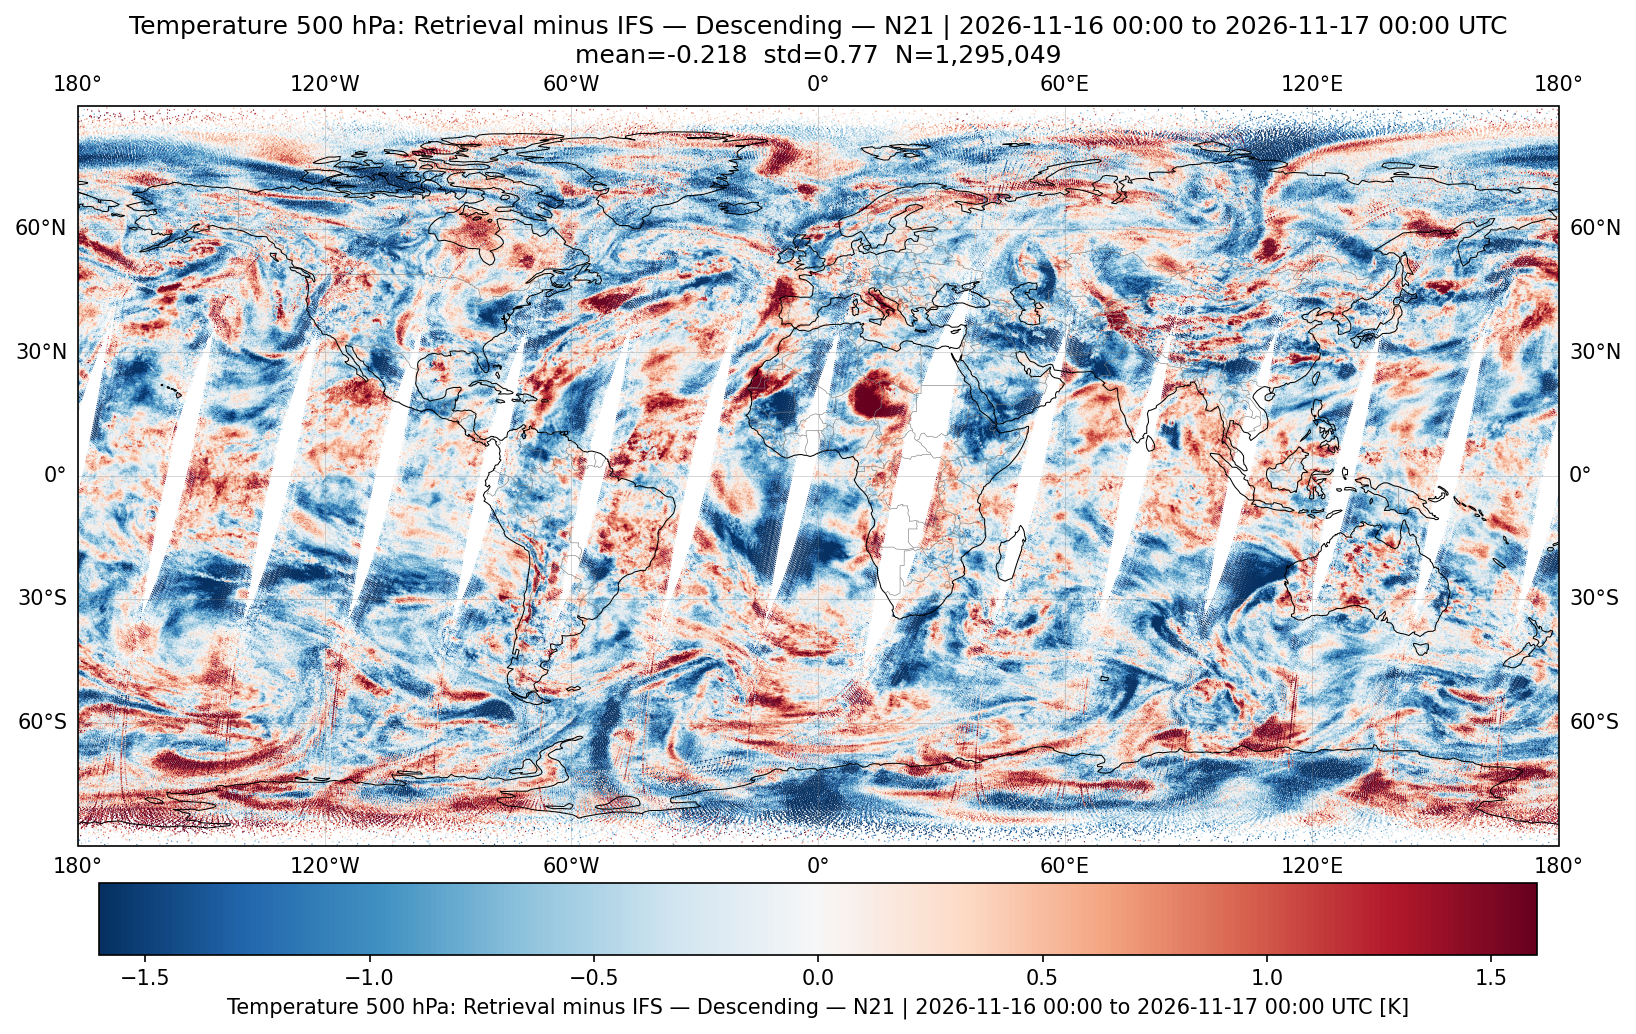 Temperature 500 hPa: Retrieval minus IFS — Descending — N21 | 2026-11-16 00:00 to 2026-11-17 00:00 UTC
mean=-0.218 std=0.77 N=1,295,049
180° 120°W 60°W 0° 60°E 120°E 180°
60°N 60°N
30°N 30°N
0° 0°
30°S 30°S
60°S 60°S
180° 120°W 60°W 0° 60°E 120°E 180°
−1.5 −1.0 −0.5 0.0 0.5 1.0 1.5
Temperature 500 hPa: Retrieval minus IFS — Descending — N21 | 2026-11-16 00:00 to 2026-11-17 00:00 UTC [K]